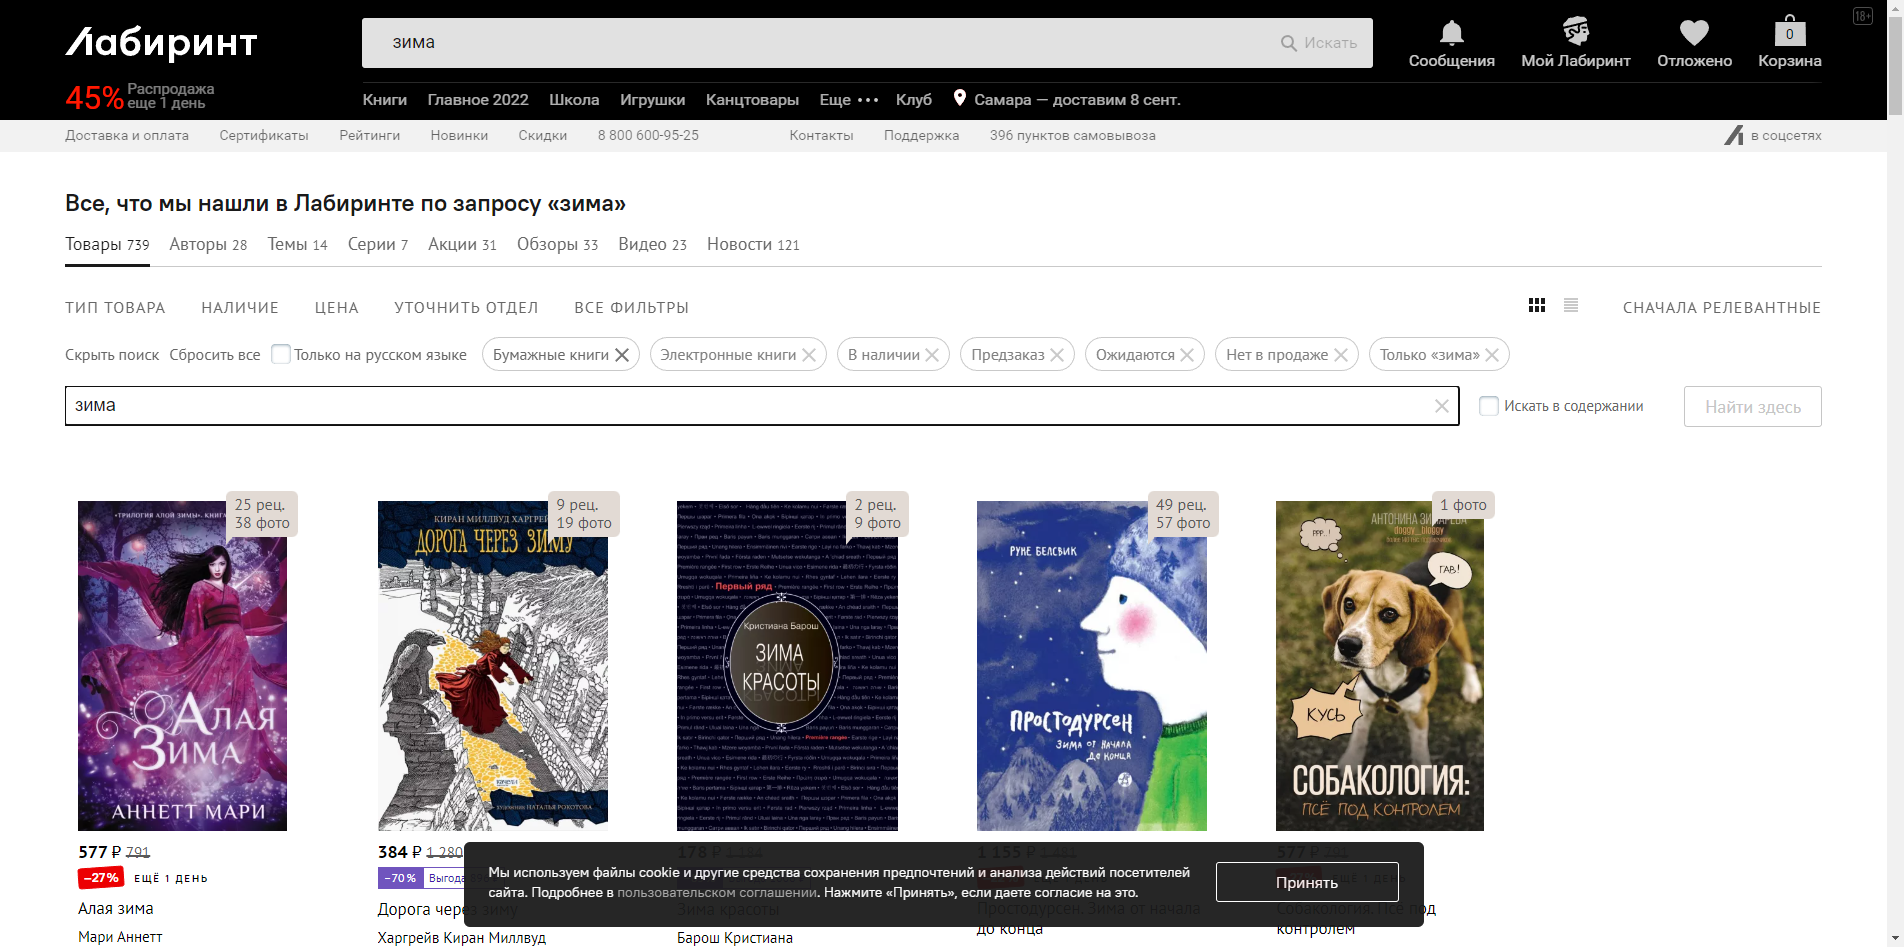 Лабиринт
зима
Искать
Сообщения
Мой Лабиринт
Отложено
0
Корзина
18+
45% Распродажа
еще 1 день
Книги Главное 2022 Школа Игрушки Канцтовары Еще ••• Клуб Самара — доставим 8 сент.
Доставка и оплата Сертификаты Рейтинги Новинки Скидки 8 800 600-95-25 Контакты Поддержка 396 пунктов самовывоза в соцсетях
Все, что мы нашли в Лабиринте по запросу «зима»
Товары 739 Авторы 28 Темы 14 Серии 7 Акции 31 Обзоры 33 Видео 23 Новости 121
ТИП ТОВАРА НАЛИЧИЕ ЦЕНА УТОЧНИТЬ ОТДЕЛ ВСЕ ФИЛЬТРЫ СНАЧАЛА РЕЛЕВАНТНЫЕ
Скрыть поиск Сбросить все Только на русском языке Бумажные книги Электронные книги В наличии Предзаказ Ожидаются Нет в продаже Только «зима»
зима
Искать в содержании
Найти здесь
25 рец.
38 фото
«ТРИЛОГИЯ АЛОЙ ЗИМЫ». КНИГА
АЛАЯ
ЗИМА
АННЕТТ МАРИ
9 рец.
19 фото
КИРАН МИЛЛВУД ХАРГРЕЙ
ДОРОГА ЧЕРЕЗ ЗИМУ
КАЧЕЛИ
художник НАТАЛЬЯ РОКОТОВА
2 рец.
9 фото
Первый ряд
Кристиана Барош
ЗИМА
КРАСОТЫ
49 рец.
57 фото
РУНЕ БЕЛСВИК
ПРОСТОДУРСЕН
ЗИМА ОТ НАЧАЛА
ДО КОНЦА
1 фото
АНТОНИНА ЗИМАРЕВА
doggy_bloggy
РРР...!
ГАВ!
КУСЬ
СОБАКОЛОГИЯ:
ПСЁ ПОД КОНТРОЛЕМ
577 ₽ 791
–27% ЕЩЁ 1 ДЕНЬ
Алая зима
Мари Аннетт
384 ₽ 1 280
–70 % Выгода
Дорога через зиму
Харгрейв Киран Миллвуд
178 ₽ 1 184
Зима красоты
Барош Кристиана
1 155 ₽ 1 481
Простодурсен. Зима от начала
до конца
577 ₽ 791
ЕЩЁ 1 ДЕНЬ
Собакология. Псё под
контролем
Мы используем файлы cookie и другие средства сохранения предпочтений и анализа действий посетителей
сайта. Подробнее в пользовательском соглашении. Нажмите «Принять», если даете согласие на это.
Принять